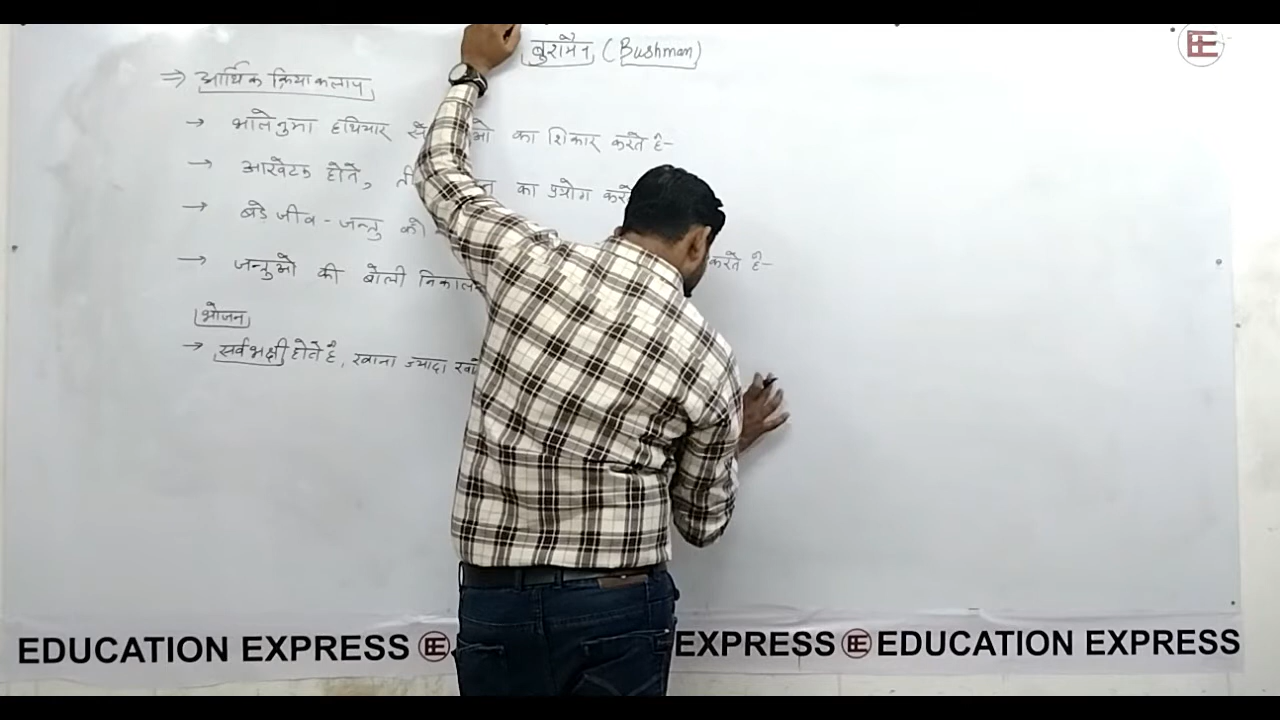 बुशमैन (Bushman)
⇒ आर्थिक क्रियाकलाप
→ भालेनुमा हथियार का शिकार करते है-
→ आखेटक होते, का प्रयोग
→ बडे जीव-जन्तु को करते है-
→ जन्तुओ की बोली
भोजन
→ सर्वभक्षी होते है, खाना ज्यादा
EDUCATION EXPRESS EXPRESS EDUCATION EXPRESS